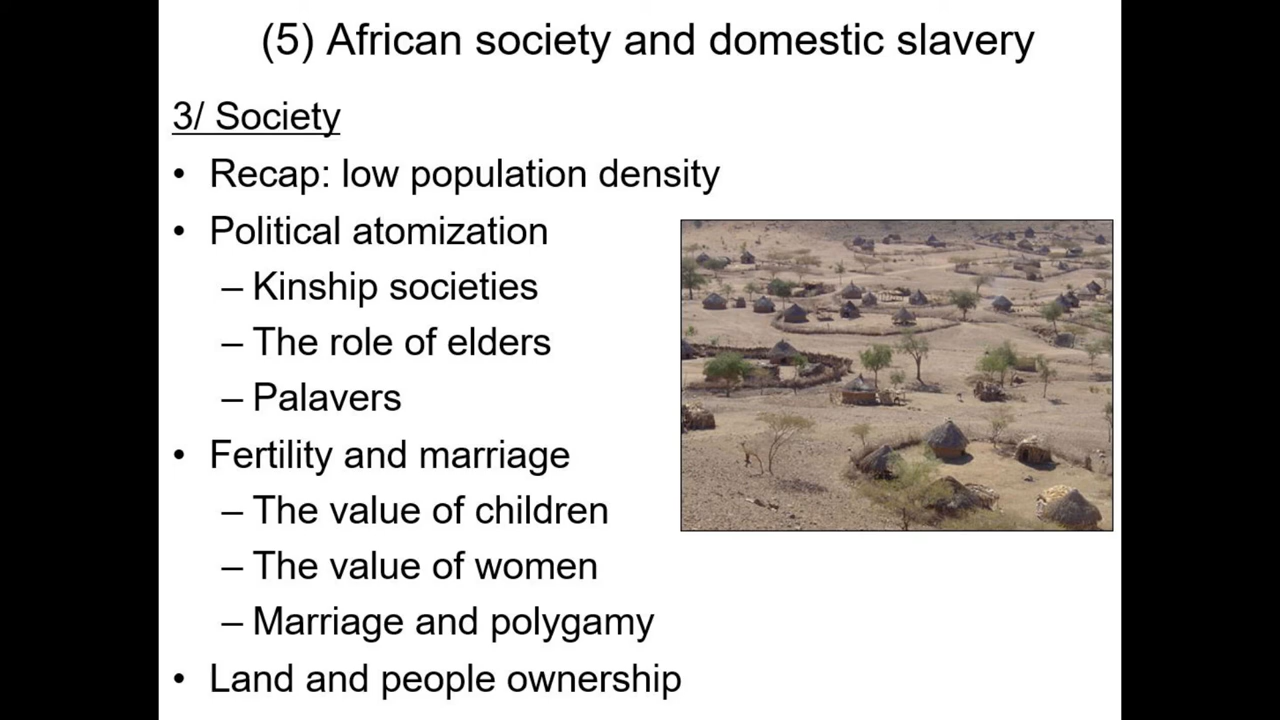 (5) African society and domestic slavery
3/ Society
• Recap: low population density
• Political atomization
– Kinship societies
– The role of elders
– Palavers
• Fertility and marriage
– The value of children
– The value of women
– Marriage and polygamy
• Land and people ownership